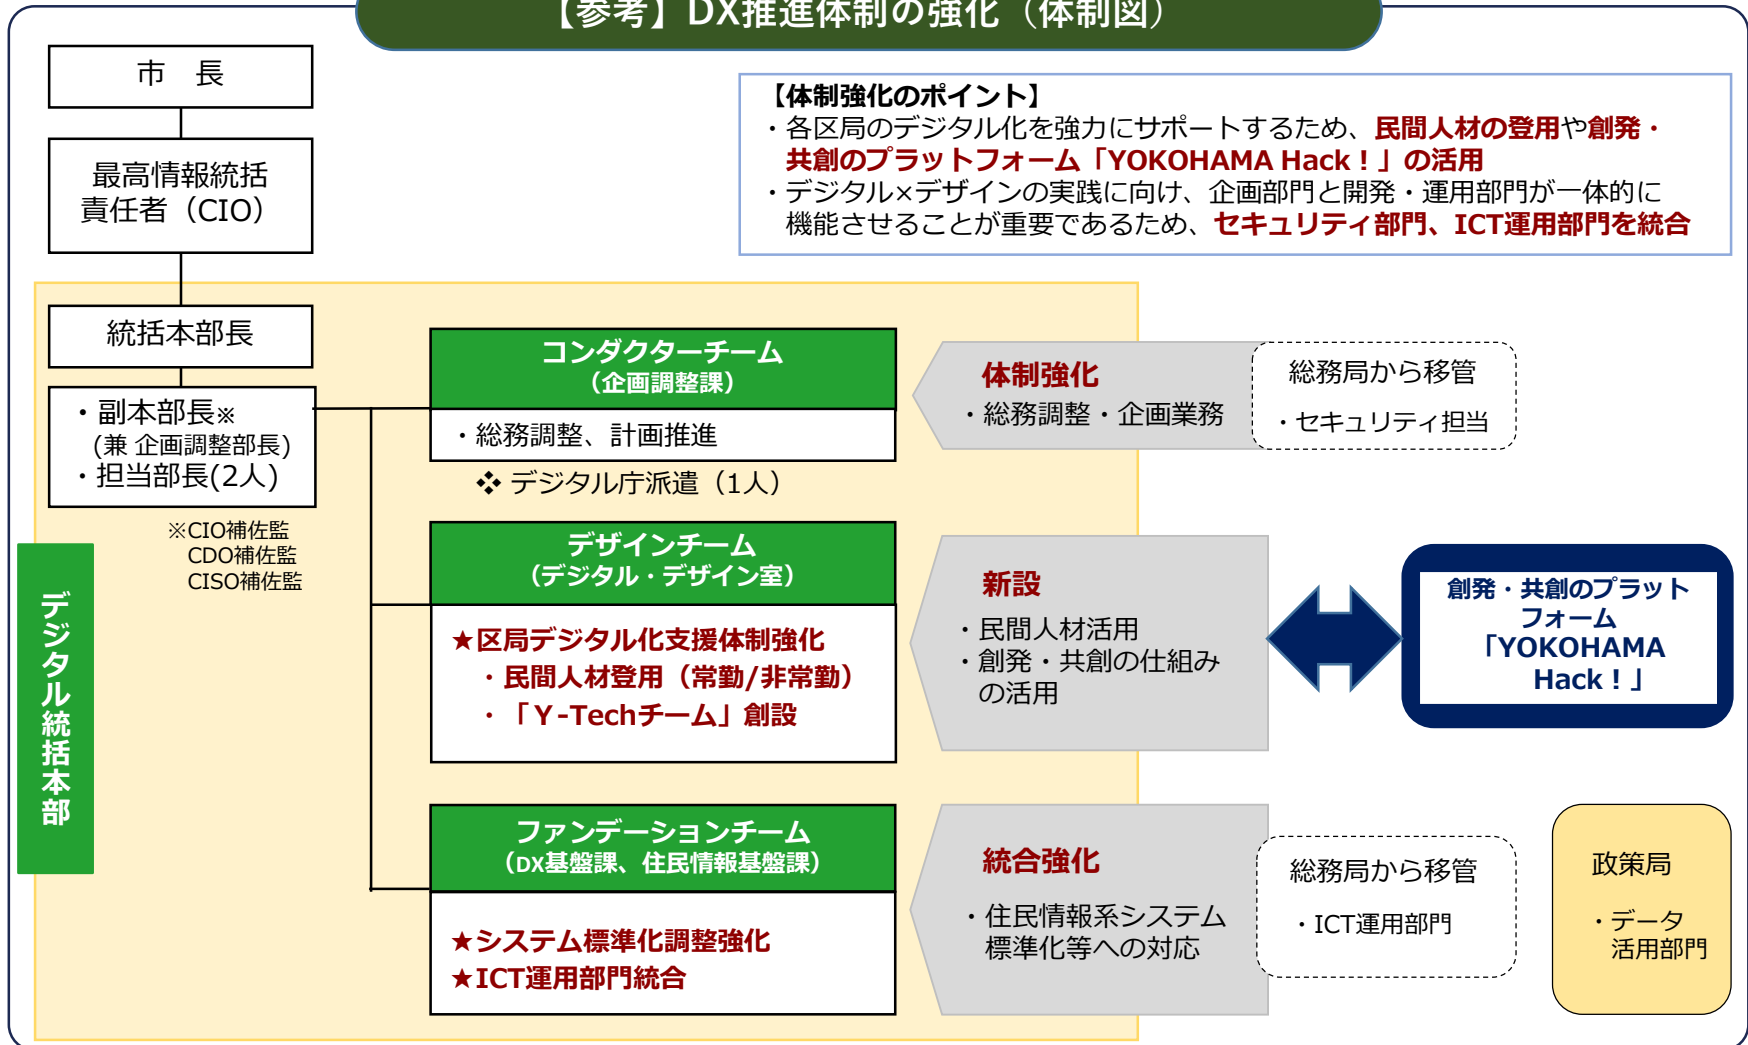 【参考】DX推進体制の強化（体制図）
市　長
最高情報統括
責任者（CIO）
【体制強化のポイント】
・各区局のデジタル化を強力にサポートするため、民間人材の登用や創発・
共創のプラットフォーム「YOKOHAMA Hack！」の活用
・デジタル×デザインの実践に向け、企画部門と開発・運用部門が一体的に
機能させることが重要であるため、セキュリティ部門、ICT運用部門を統合
統括本部長
・副本部長※
(兼 企画調整部長)
・担当部長(2人)
※CIO補佐監
CDO補佐監
CISO補佐監
デジタル統括本部
コンダクターチーム
（企画調整課）
・総務調整、計画推進
❖ デジタル庁派遣（1人）
体制強化
・総務調整・企画業務
総務局から移管
・セキュリティ担当
デザインチーム
（デジタル・デザイン室）
★区局デジタル化支援体制強化
・民間人材登用（常勤/非常勤）
・「Ｙ-Techチーム」創設
新設
・民間人材活用
・創発・共創の仕組み
の活用
創発・共創のプラット
フォーム
「YOKOHAMA
Hack！」
ファンデーションチーム
（DX基盤課、住民情報基盤課）
★システム標準化調整強化
★ICT運用部門統合
統合強化
・住民情報系システム
標準化等への対応
総務局から移管
・ICT運用部門
政策局
・データ
活用部門